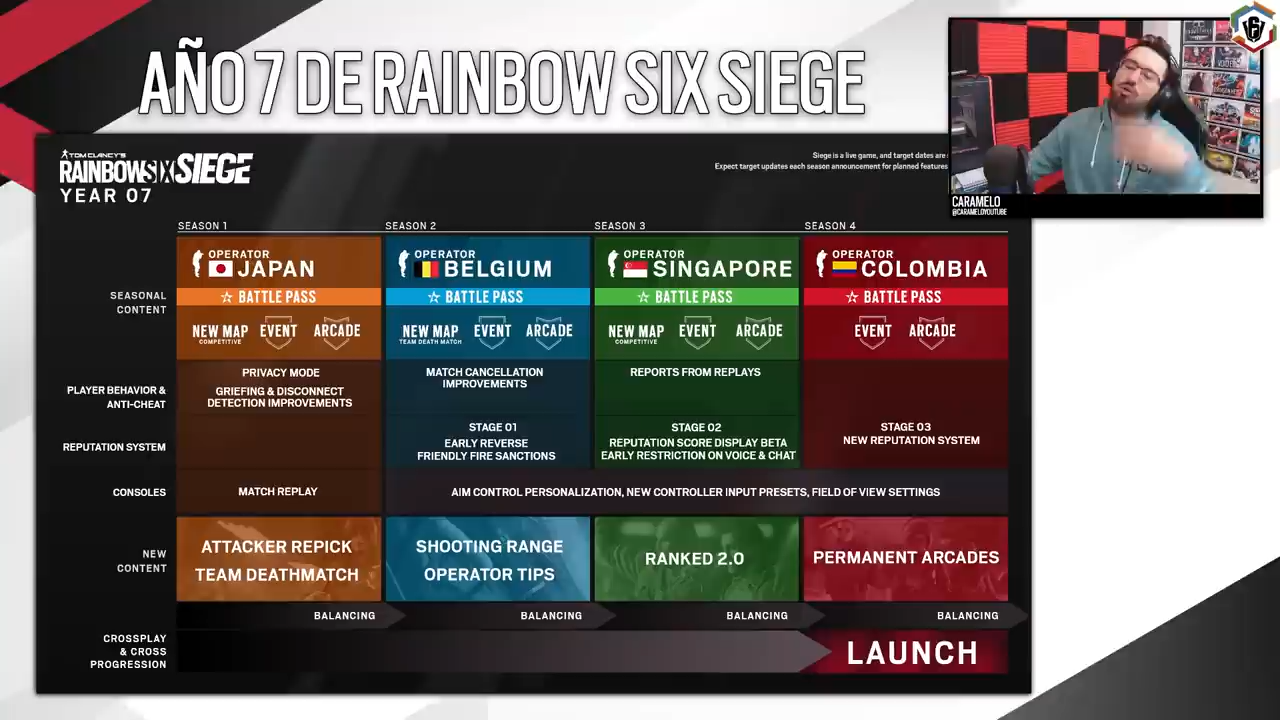 AÑO 7 DE RAINBOW SIX SIEGE
TOM CLANCY'S
RAINBOWSIX SIEGE
YEAR 07
Siege is a live game, and target dates are
Expect target updates each season announcement for planned features
CARAMELO
@CARAMELOYOUTUBE
SEASON 1
SEASON 2
SEASON 3
SEASON 4
OPERATOR
JAPAN
OPERATOR
BELGIUM
OPERATOR
SINGAPORE
OPERATOR
COLOMBIA
SEASONAL
CONTENT
BATTLE PASS
BATTLE PASS
BATTLE PASS
BATTLE PASS
NEW MAP
COMPETITIVE
EVENT
ARCADE
NEW MAP
TEAM DEATH MATCH
EVENT
ARCADE
NEW MAP
COMPETITIVE
EVENT
ARCADE
EVENT
ARCADE
PLAYER BEHAVIOR &
ANTI-CHEAT
PRIVACY MODE
GRIEFING & DISCONNECT
DETECTION IMPROVEMENTS
MATCH CANCELLATION
IMPROVEMENTS
REPORTS FROM REPLAYS
REPUTATION SYSTEM
STAGE 01
EARLY REVERSE
FRIENDLY FIRE SANCTIONS
STAGE 02
REPUTATION SCORE DISPLAY BETA
EARLY RESTRICTION ON VOICE & CHAT
STAGE 03
NEW REPUTATION SYSTEM
CONSOLES
MATCH REPLAY
AIM CONTROL PERSONALIZATION, NEW CONTROLLER INPUT PRESETS, FIELD OF VIEW SETTINGS
NEW
CONTENT
ATTACKER REPICK
TEAM DEATHMATCH
SHOOTING RANGE
OPERATOR TIPS
RANKED 2.0
PERMANENT ARCADES
BALANCING
BALANCING
BALANCING
BALANCING
CROSSPLAY
& CROSS
PROGRESSION
LAUNCH